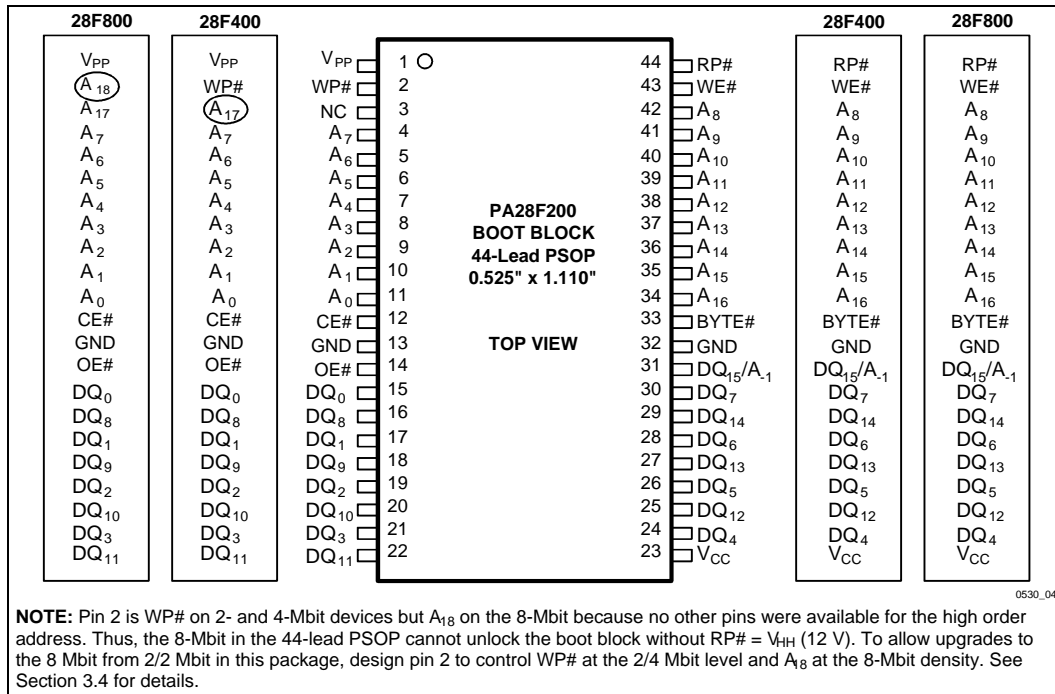 28F800 28F400 28F400 28F800
VPP VPP VPP 1 44 RP# RP# RP#
A18 WP# WP# 2 43 WE# WE# WE#
A17 A17 NC 3 42 A8 A8 A8
A7 A7 A7 4 41 A9 A9 A9
A6 A6 A6 5 40 A10 A10 A10
A5 A5 A5 6 39 A11 A11 A11
A4 A4 A4 7 38 A12 A12 A12
A3 A3 A3 8 37 A13 A13 A13
A2 A2 A2 9 36 A14 A14 A14
A1 A1 A1 10 35 A15 A15 A15
A0 A0 A0 11 34 A16 A16 A16
CE# CE# CE# 12 33 BYTE# BYTE# BYTE#
GND GND GND 13 32 GND GND GND
OE# OE# OE# 14 31 DQ15/A-1 DQ15/A-1 DQ15/A-1
DQ0 DQ0 DQ0 15 30 DQ7 DQ7 DQ7
DQ8 DQ8 DQ8 16 29 DQ14 DQ14 DQ14
DQ1 DQ1 DQ1 17 28 DQ6 DQ6 DQ6
DQ9 DQ9 DQ9 18 27 DQ13 DQ13 DQ13
DQ2 DQ2 DQ2 19 26 DQ5 DQ5 DQ5
DQ10 DQ10 DQ10 20 25 DQ12 DQ12 DQ12
DQ3 DQ3 DQ3 21 24 DQ4 DQ4 DQ4
DQ11 DQ11 DQ11 22 23 VCC VCC VCC
PA28F200
BOOT BLOCK
44-Lead PSOP
0.525" x 1.110"
TOP VIEW
0530_04
NOTE: Pin 2 is WP# on 2- and 4-Mbit devices but A18 on the 8-Mbit because no other pins were available for the high order
address. Thus, the 8-Mbit in the 44-lead PSOP cannot unlock the boot block without RP# = VHH (12 V). To allow upgrades to
the 8 Mbit from 2/2 Mbit in this package, design pin 2 to control WP# at the 2/4 Mbit level and A18 at the 8-Mbit density. See
Section 3.4 for details.